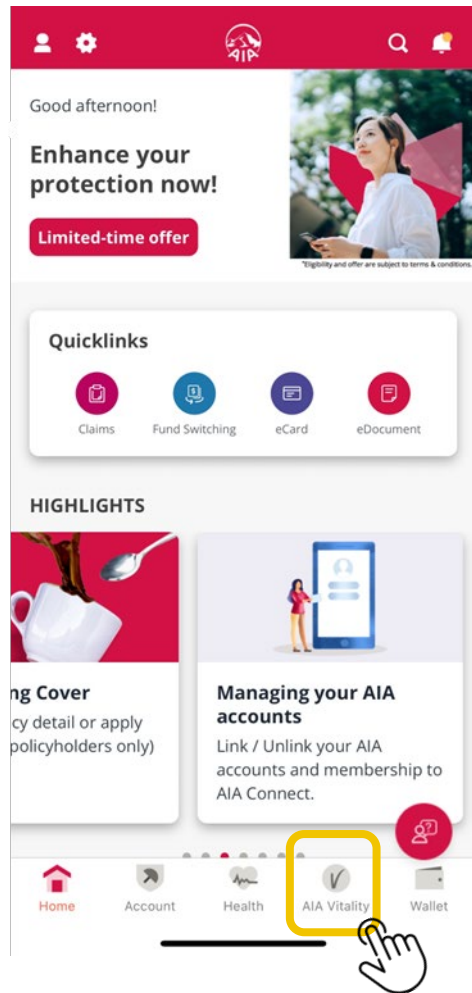 AIA
Good afternoon!
Enhance your
protection now!
Limited-time offer
*Eligibility and offer are subject to terms & conditions.
Quicklinks
Claims
Fund Switching
eCard
eDocument
HIGHLIGHTS
ng Cover
cy detail or apply
policyholders only)
Managing your AIA
accounts
Link / Unlink your AIA
accounts and membership to
AIA Connect.
Home
Account
Health
AIA Vitality
Wallet